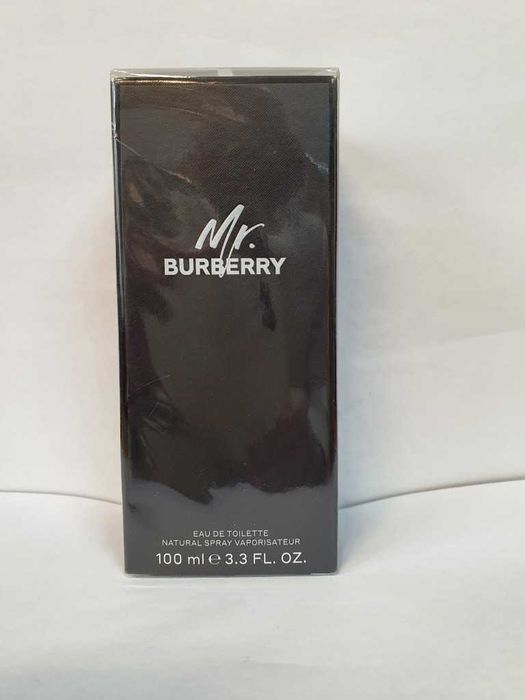 Mr.
BURBERRY
EAU DE TOILETTE
NATURAL SPRAY VAPORISATEUR
100 ml ℮ 3.3 FL. OZ.